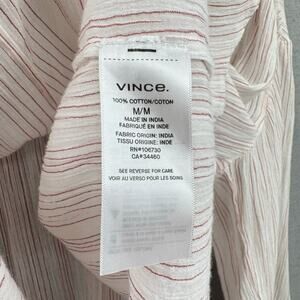 VINCE.
100% COTTON/COTON
M/M
MADE IN INDIA
FABRIQUÉ EN INDE
FABRIC ORIGIN: INDIA
TISSU ORIGINE: INDE
RN#106730
CA#34460
SEE REVERSE FOR CARE
VOIR AU VERSO POUR LES SOINS